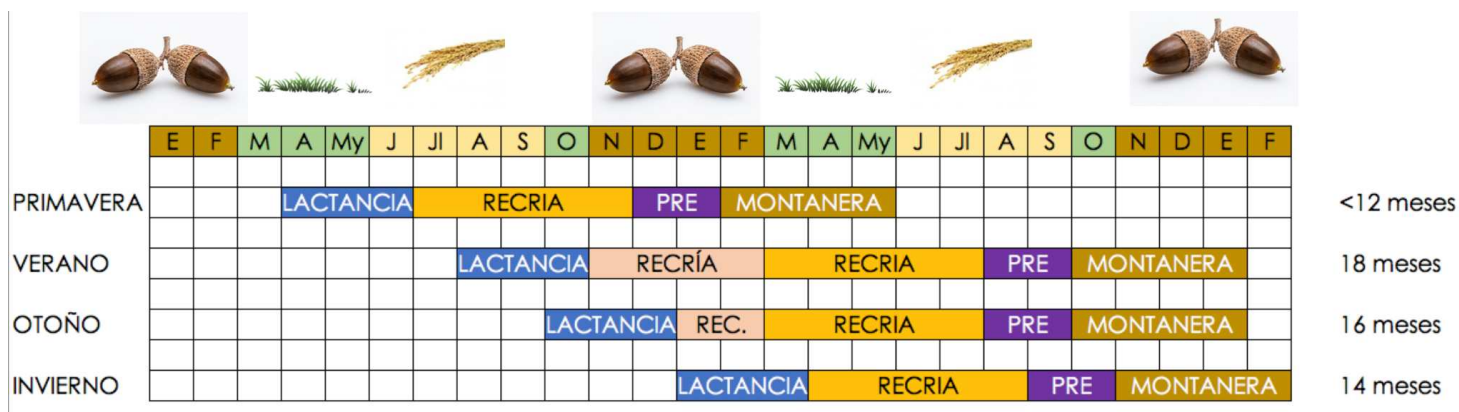 E F M A My J Jl A S O N D E F M A My J Jl A S O N D E F
PRIMAVERA LACTANCIA RECRIA PRE MONTANERA <12 meses
VERANO LACTANCIA RECRÍA RECRIA PRE MONTANERA 18 meses
OTOÑO LACTANCIA REC. RECRIA PRE MONTANERA 16 meses
INVIERNO LACTANCIA RECRIA PRE MONTANERA 14 meses